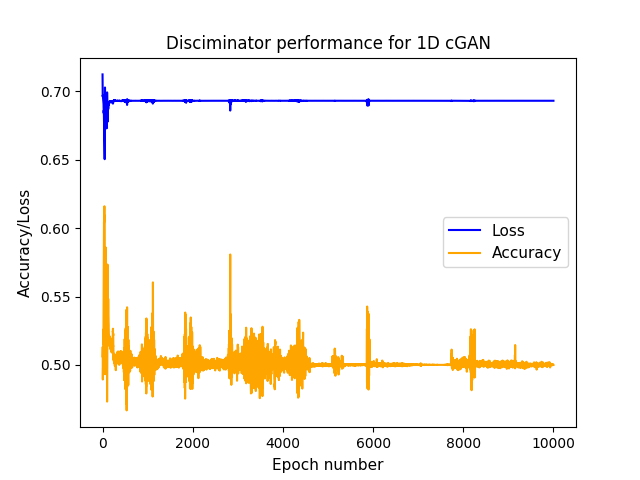 Disciminator performance for 1D cGAN
0.70
0.65
0.60
0.55
0.50
Accuracy/Loss
Loss
Accuracy
0 2000 4000 6000 8000 10000
Epoch number